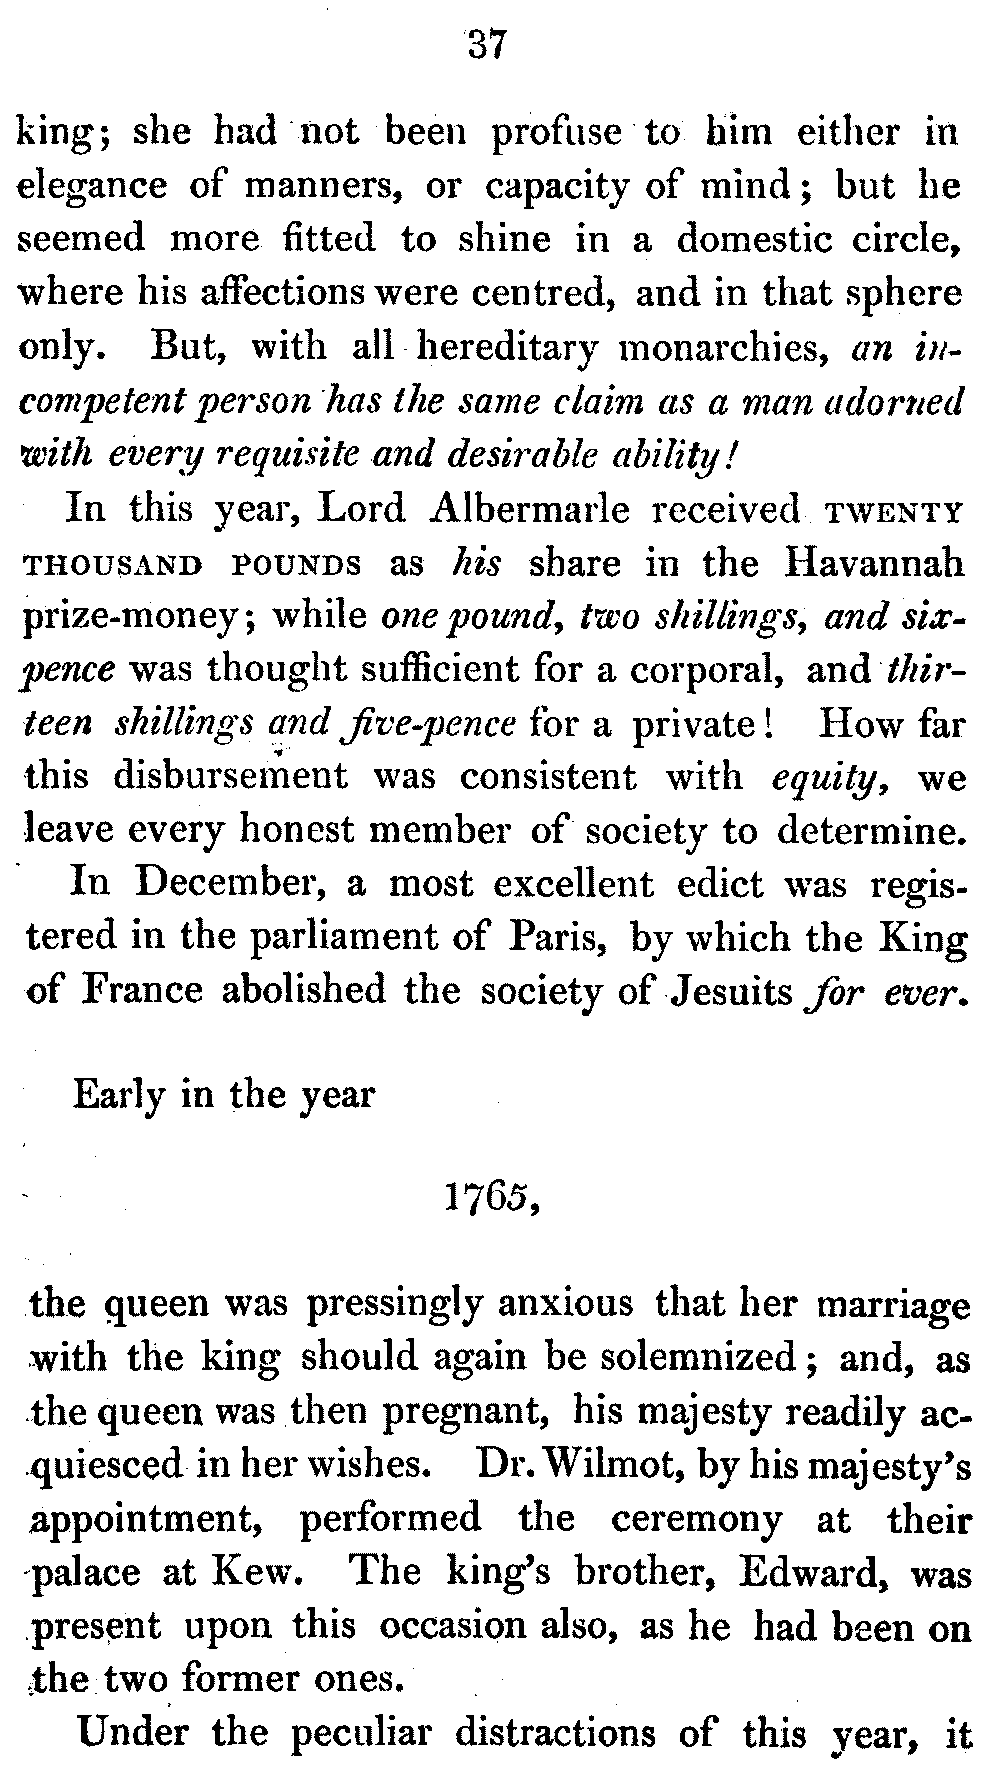 37
king; she had not been profuse to him either in
elegance of manners, or capacity of mind; but he
seemed more fitted to shine in a domestic circle,
where his affections were centred, and in that sphere
only. But, with all hereditary monarchies, an in-
competent person has the same claim as a man adorned
with every requisite and desirable ability!
In this year, Lord Albermarle received TWENTY
THOUSAND POUNDS as his share in the Havannah
prize-money; while one pound, two shillings, and six-
pence was thought sufficient for a corporal, and thir-
teen shillings and five-pence for a private! How far
this disbursement was consistent with equity, we
leave every honest member of society to determine.
In December, a most excellent edict was regis-
tered in the parliament of Paris, by which the King
of France abolished the society of Jesuits for ever.
Early in the year
1765,
the queen was pressingly anxious that her marriage
with the king should again be solemnized; and, as
the queen was then pregnant, his majesty readily ac-
quiesced in her wishes. Dr. Wilmot, by his majesty's
appointment, performed the ceremony at their
palace at Kew. The king's brother, Edward, was
present upon this occasion also, as he had been on
the two former ones.
Under the peculiar distractions of this year, it